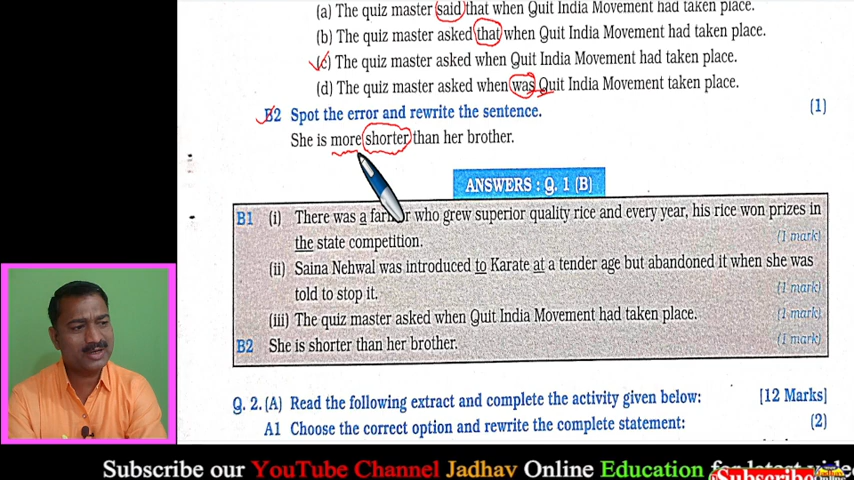 (a) The quiz master said that when Quit India Movement had taken place.
(b) The quiz master asked that when Quit India Movement had taken place.
(c) The quiz master asked when Quit India Movement had taken place.
(d) The quiz master asked when was Quit India Movement taken place.
B2 Spot the error and rewrite the sentence. (1)
She is more shorter than her brother.
ANSWERS : Q. 1 (B)
B1 (i) There was a far r who grew superior quality rice and every year, his rice won prizes in
the state competition. (1 mark)
(ii) Saina Nehwal was introduced to Karate at a tender age but abandoned it when she was
told to stop it. (1 mark)
(iii) The quiz master asked when Quit India Movement had taken place. (1 mark)
B2 She is shorter than her brother. (1 mark)
Q. 2. (A) Read the following extract and complete the activity given below: [12 Marks]
A1 Choose the correct option and rewrite the complete statement: (2)
Subscribe our YouTube Channel Jadhav Online Education for latest